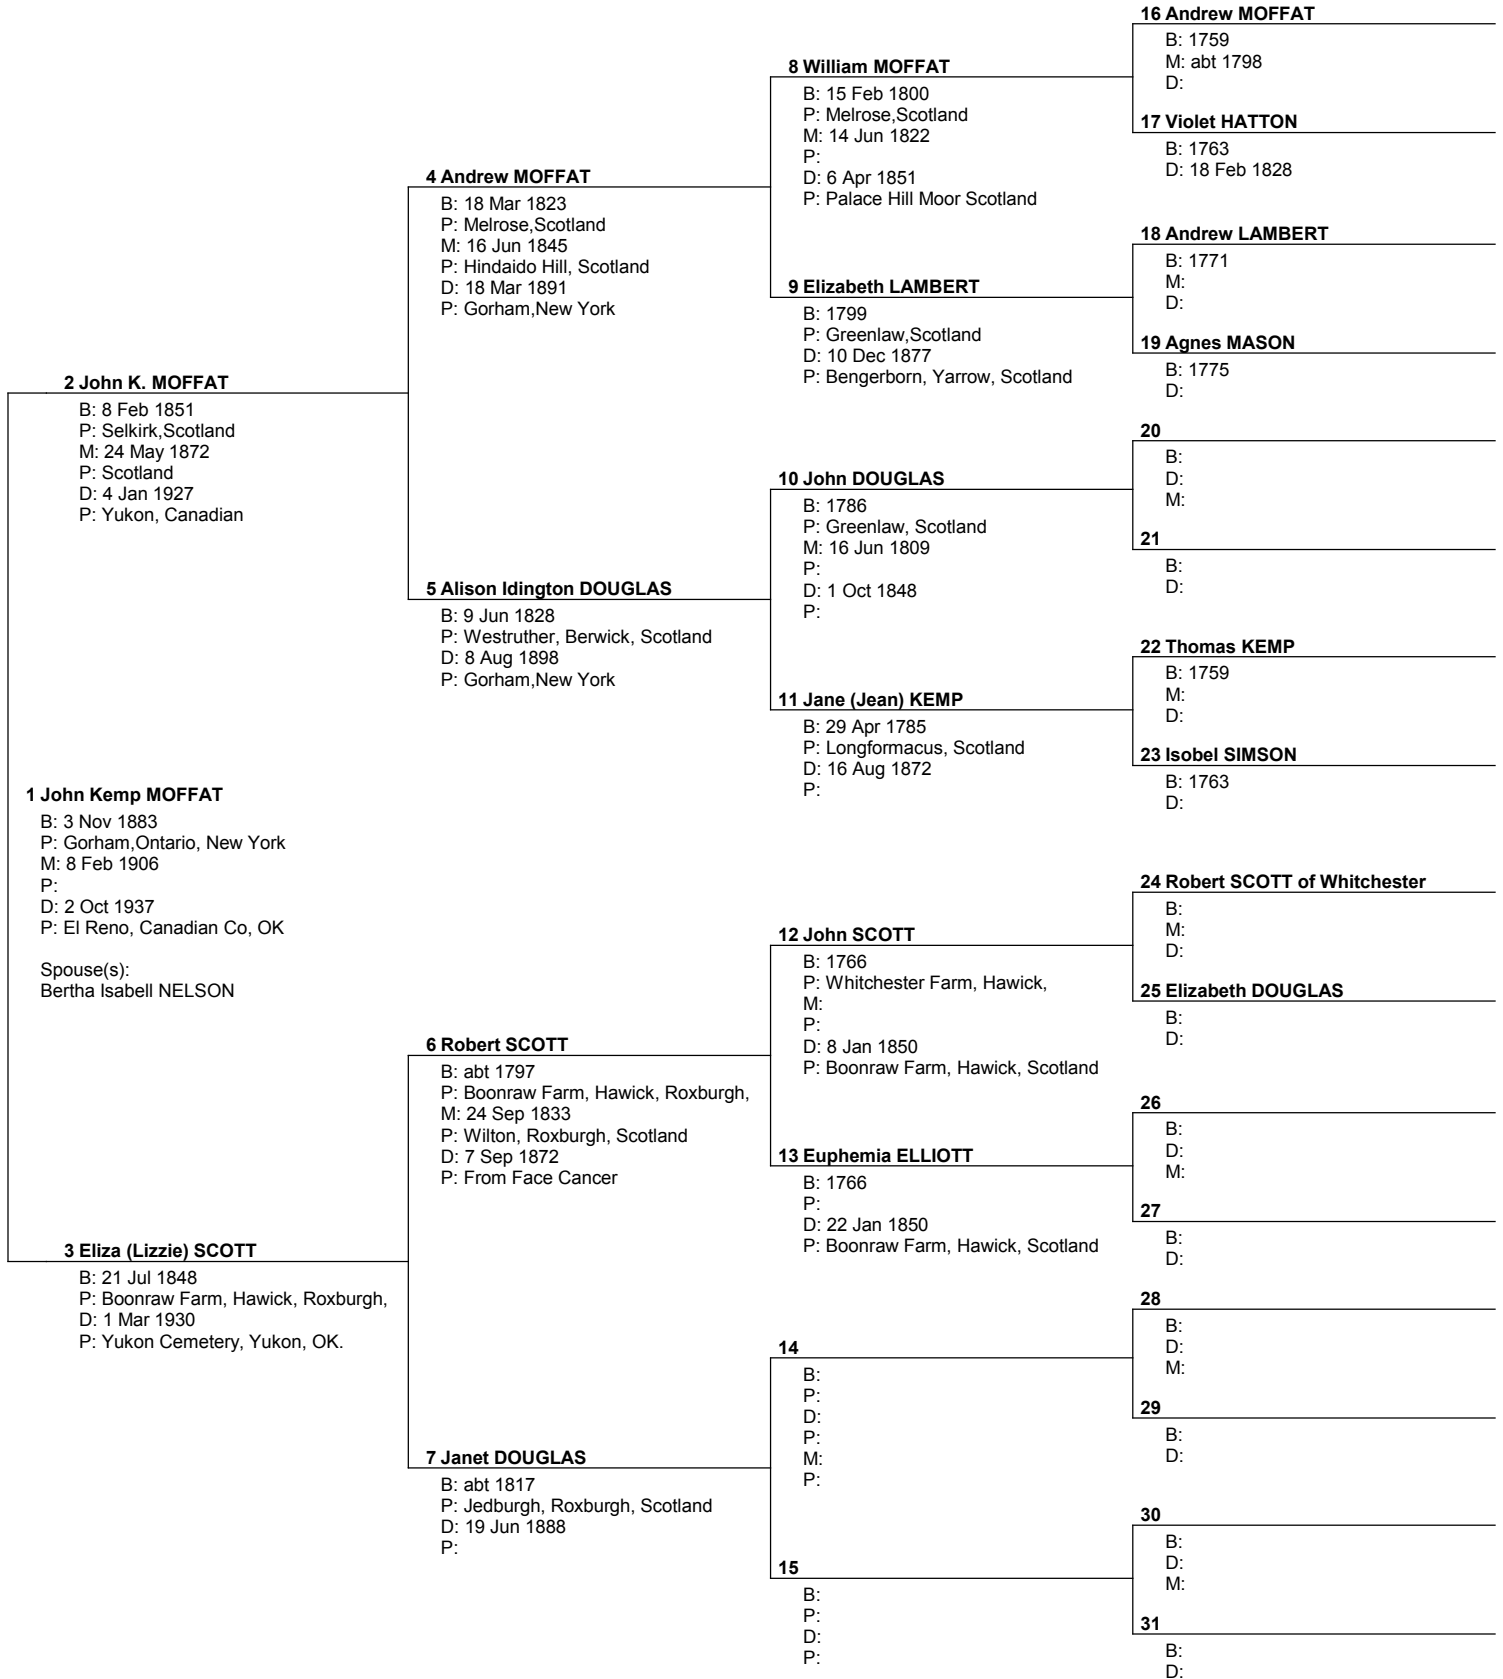 16 Andrew MOFFAT
B: 1759
M: abt 1798
D:
8 William MOFFAT
B: 15 Feb 1800
P: Melrose,Scotland
M: 14 Jun 1822
P:
D: 6 Apr 1851
P: Palace Hill Moor Scotland
17 Violet HATTON
B: 1763
D: 18 Feb 1828
4 Andrew MOFFAT
B: 18 Mar 1823
P: Melrose,Scotland
M: 16 Jun 1845
P: Hindaido Hill, Scotland
D: 18 Mar 1891
P: Gorham,New York
18 Andrew LAMBERT
B: 1771
M:
D:
9 Elizabeth LAMBERT
B: 1799
P: Greenlaw,Scotland
D: 10 Dec 1877
P: Bengerborn, Yarrow, Scotland
19 Agnes MASON
B: 1775
D:
2 John K. MOFFAT
B: 8 Feb 1851
P: Selkirk,Scotland
M: 24 May 1872
P: Scotland
D: 4 Jan 1927
P: Yukon, Canadian
20
B:
D:
M:
10 John DOUGLAS
B: 1786
P: Greenlaw, Scotland
M: 16 Jun 1809
P:
D: 1 Oct 1848
P:
21
B:
D:
5 Alison Idington DOUGLAS
B: 9 Jun 1828
P: Westruther, Berwick, Scotland
D: 8 Aug 1898
P: Gorham,New York
22 Thomas KEMP
B: 1759
M:
D:
11 Jane (Jean) KEMP
B: 29 Apr 1785
P: Longformacus, Scotland
D: 16 Aug 1872
P:
23 Isobel SIMSON
B: 1763
D:
1 John Kemp MOFFAT
B: 3 Nov 1883
P: Gorham,Ontario, New York
M: 8 Feb 1906
P:
D: 2 Oct 1937
P: El Reno, Canadian Co, OK
Spouse(s):
Bertha Isabell NELSON
24 Robert SCOTT of Whitchester
B:
M:
D:
12 John SCOTT
B: 1766
P: Whitchester Farm, Hawick,
M:
P:
D: 8 Jan 1850
P: Boonraw Farm, Hawick, Scotland
25 Elizabeth DOUGLAS
B:
D:
6 Robert SCOTT
B: abt 1797
P: Boonraw Farm, Hawick, Roxburgh,
M: 24 Sep 1833
P: Wilton, Roxburgh, Scotland
D: 7 Sep 1872
P: From Face Cancer
26
B:
D:
M:
13 Euphemia ELLIOTT
B: 1766
P:
D: 22 Jan 1850
P: Boonraw Farm, Hawick, Scotland
27
B:
D:
3 Eliza (Lizzie) SCOTT
B: 21 Jul 1848
P: Boonraw Farm, Hawick, Roxburgh,
D: 1 Mar 1930
P: Yukon Cemetery, Yukon, OK.
28
B:
D:
M:
14
B:
P:
D:
P:
M:
P:
29
B:
D:
7 Janet DOUGLAS
B: abt 1817
P: Jedburgh, Roxburgh, Scotland
D: 19 Jun 1888
P:
30
B:
D:
M:
15
B:
P:
D:
P:
31
B:
D: